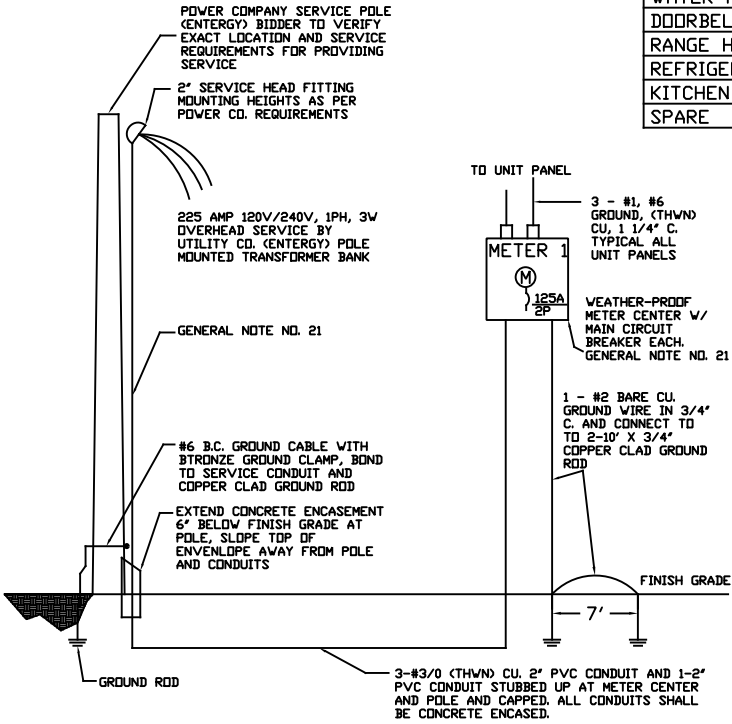 POWER COMPANY SERVICE POLE
(ENTERGY) BIDDER TO VERIFY
EXACT LOCATION AND SERVICE
REQUIREMENTS FOR PROVIDING
SERVICE
2" SERVICE HEAD FITTING
MOUNTING HEIGHTS AS PER
POWER CO. REQUIREMENTS
225 AMP 120V/240V, 1PH, 3W
OVERHEAD SERVICE BY
UTILITY CO. (ENTERGY) POLE
MOUNTED TRANSFORMER BANK
GENERAL NOTE NO. 21
#6 B.C. GROUND CABLE WITH
BTRONZE GROUND CLAMP, BOND
TO SERVICE CONDUIT AND
COPPER CLAD GROUND ROD
EXTEND CONCRETE ENCASEMENT
6" BELOW FINISH GRADE AT
POLE, SLOPE TOP OF
ENVENLOPE AWAY FROM POLE
AND CONDUITS
GROUND ROD
DOORBEL
RANGE H
REFRIGE
KITCHEN
SPARE
TO UNIT PANEL
3 - #1, #6
GROUND, (THWN)
CU, 1 1/4" C.
TYPICAL ALL
UNIT PANELS
METER 1
M
125A
2P
WEATHER-PROOF
METER CENTER W/
MAIN CIRCUIT
BREAKER EACH.
GENERAL NOTE NO. 21
1 - #2 BARE CU.
GROUND WIRE IN 3/4"
C. AND CONNECT TO
TO 2-10' X 3/4"
COPPER CLAD GROUND
ROD
FINISH GRADE
7'
3-#3/0 (THWN) CU. 2" PVC CONDUIT AND 1-2"
PVC CONDUIT STUBBED UP AT METER CENTER
AND POLE AND CAPPED. ALL CONDUITS SHALL
BE CONCRETE ENCASED.